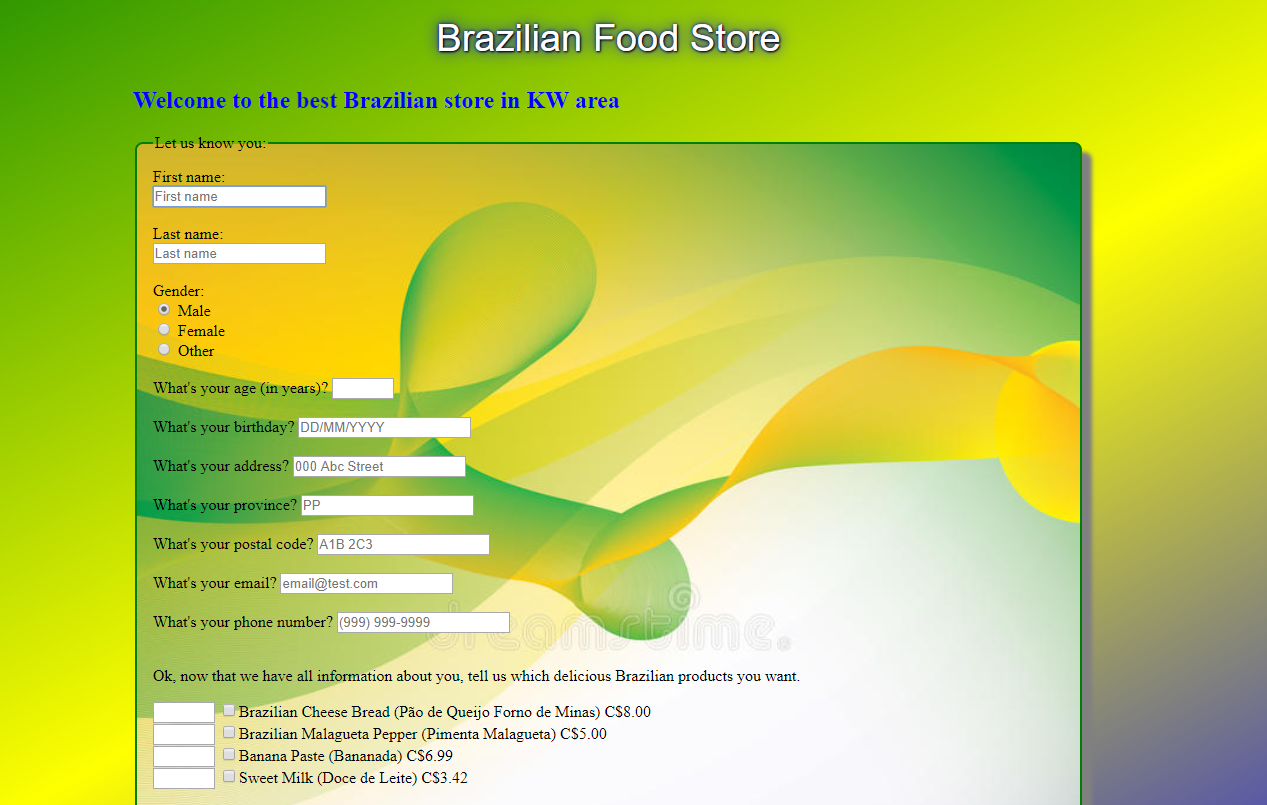 Brazilian Food Store
Welcome to the best Brazilian store in KW area
Let us know you:
First name:
First name
Last name:
Last name
Gender:
Male
Female
Other
What's your age (in years)?
What's your birthday? DD/MM/YYYY
What's your address? 000 Abc Street
What's your province? PP
What's your postal code? A1B 2C3
What's your email? email@test.com
What's your phone number? (999) 999-9999
dreamstime.
Ok, now that we have all information about you, tell us which delicious Brazilian products you want.
Brazilian Cheese Bread (Pão de Queijo Forno de Minas) C$8.00
Brazilian Malagueta Pepper (Pimenta Malagueta) C$5.00
Banana Paste (Bananada) C$6.99
Sweet Milk (Doce de Leite) C$3.42